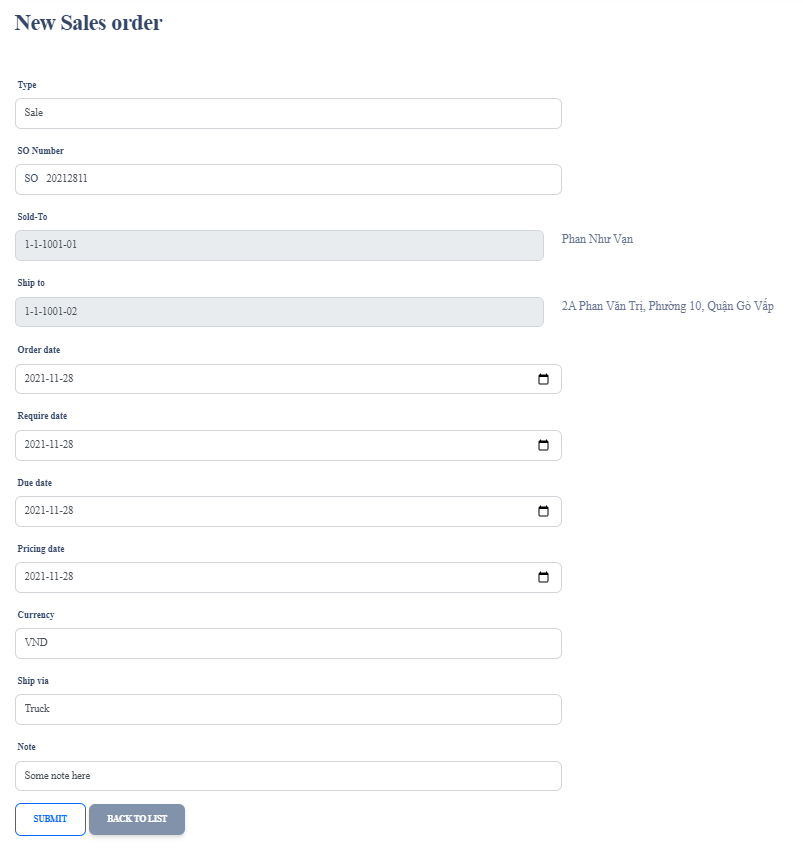 New Sales order
Type
Sale
SO Number
SO 20212811
Sold-To
1-1-1001-01
Phan Như Vạn
Ship to
1-1-1001-02
2A Phan Văn Trị, Phường 10, Quận Gò Vấp
Order date
2021-11-28
Require date
2021-11-28
Due date
2021-11-28
Pricing date
2021-11-28
Currency
VND
Ship via
Truck
Note
Some note here
SUBMIT BACK TO LIST